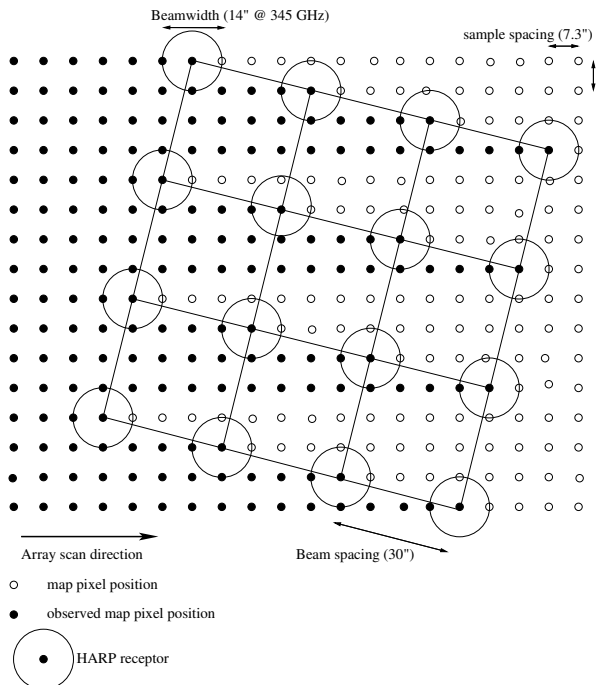 Beamwidth (14" @ 345 GHz)
sample spacing (7.3")
Array scan direction
Beam spacing (30")
map pixel position
observed map pixel position
HARP receptor